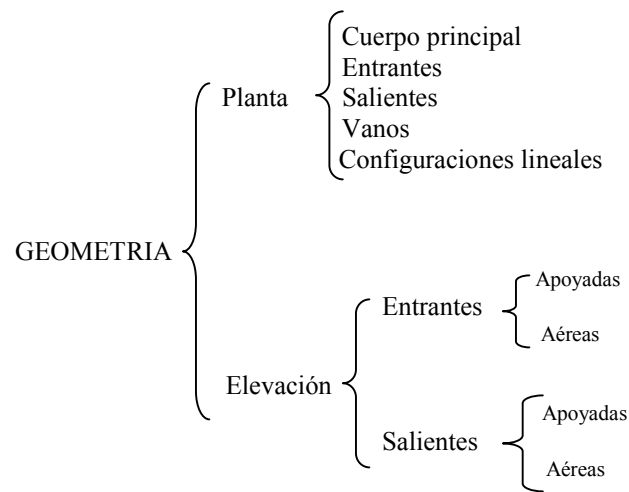 Cuerpo principal
Entrantes
Planta
Salientes
Vanos
Configuraciones lineales
GEOMETRIA
Apoyadas
Entrantes
Aéreas
Elevación
Apoyadas
Salientes
Aéreas